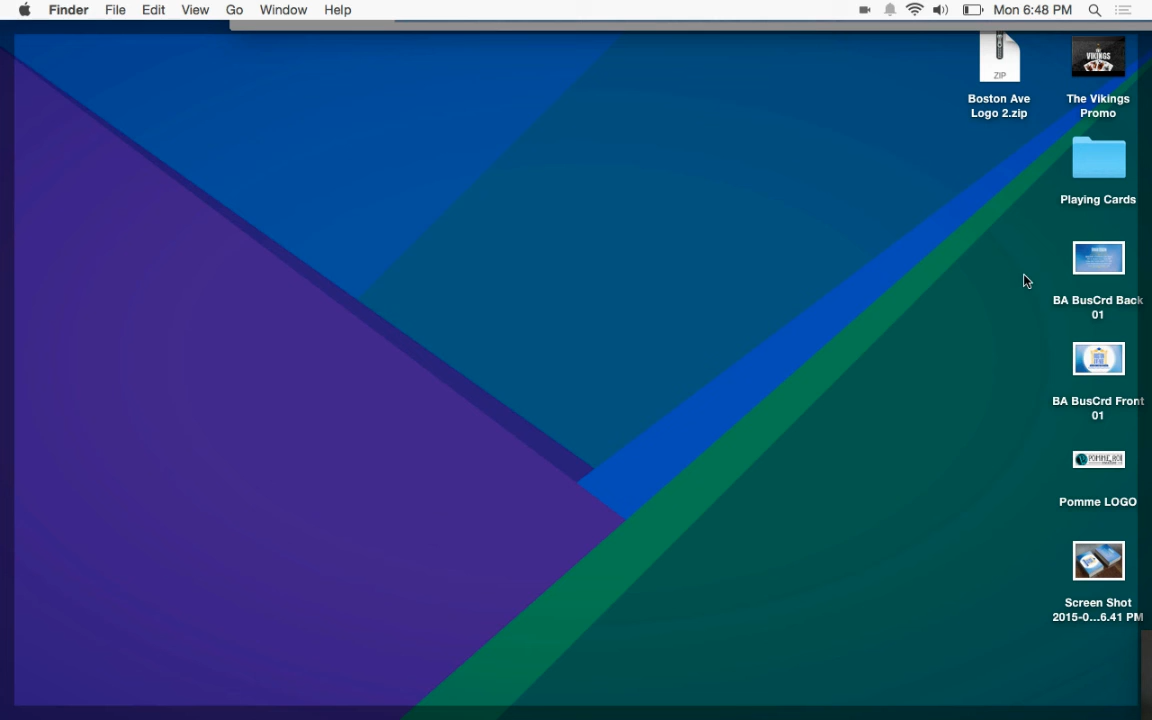 Finder File Edit View Go Window Help Mon 6:48 PM
ZIP
VIKINGS
Boston Ave
Logo 2.zip
The Vikings
Promo
Playing Cards
BA BusCrd Back
01
BA BusCrd Front
01
Pomme LOGO
Screen Shot
2015-0...6.41 PM